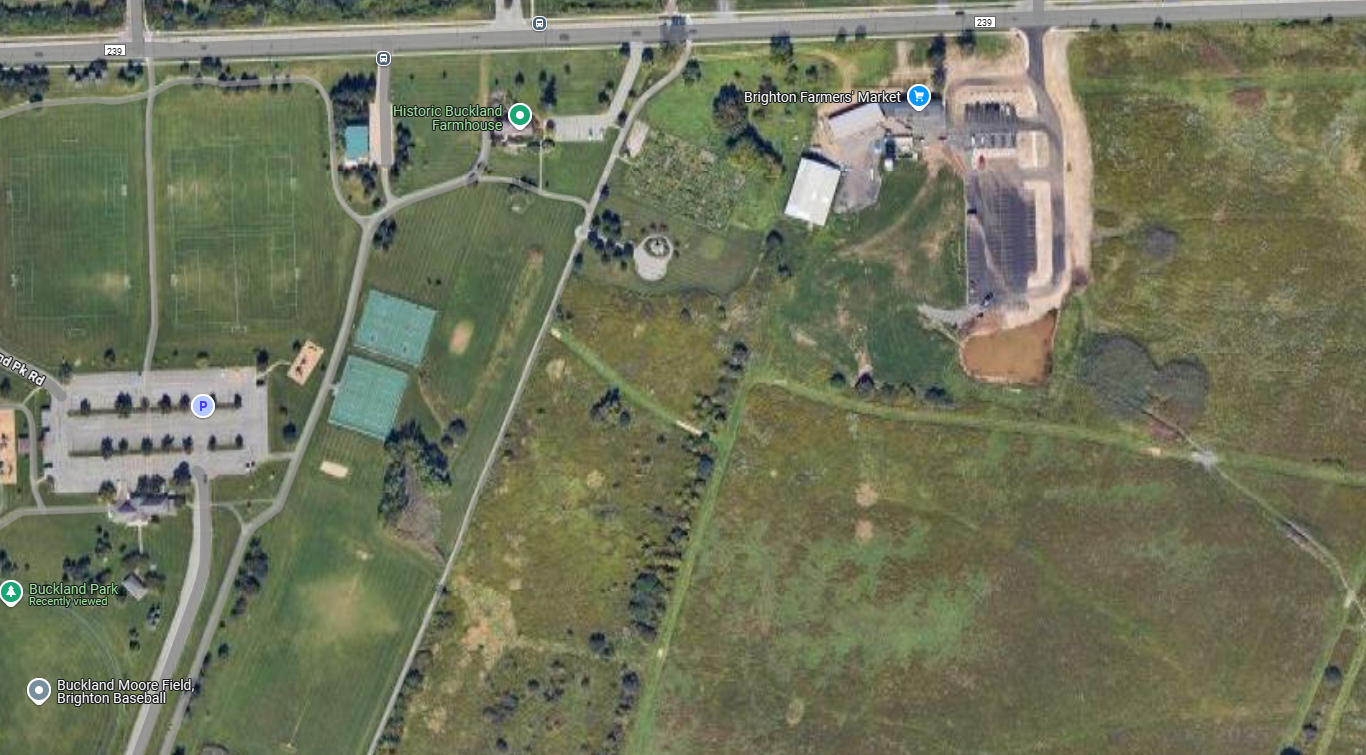 239
239
Historic Buckland
Farmhouse
Brighton Farmers' Market
nd Pk Rd
P
Buckland Park
Recently viewed
Buckland Moore Field,
Brighton Baseball